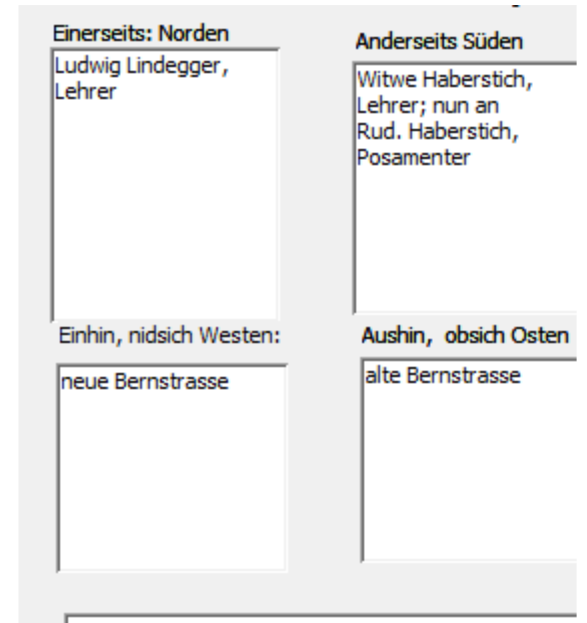 Einerseits: Norden
Ludwig Lindegger,
Lehrer
Anderseits Süden
Witwe Haberstich,
Lehrer; nun an
Rud. Haberstich,
Posamenter
Einhin, nidsich Westen:
neue Bernstrasse
Aushin, obsich Osten
alte Bernstrasse